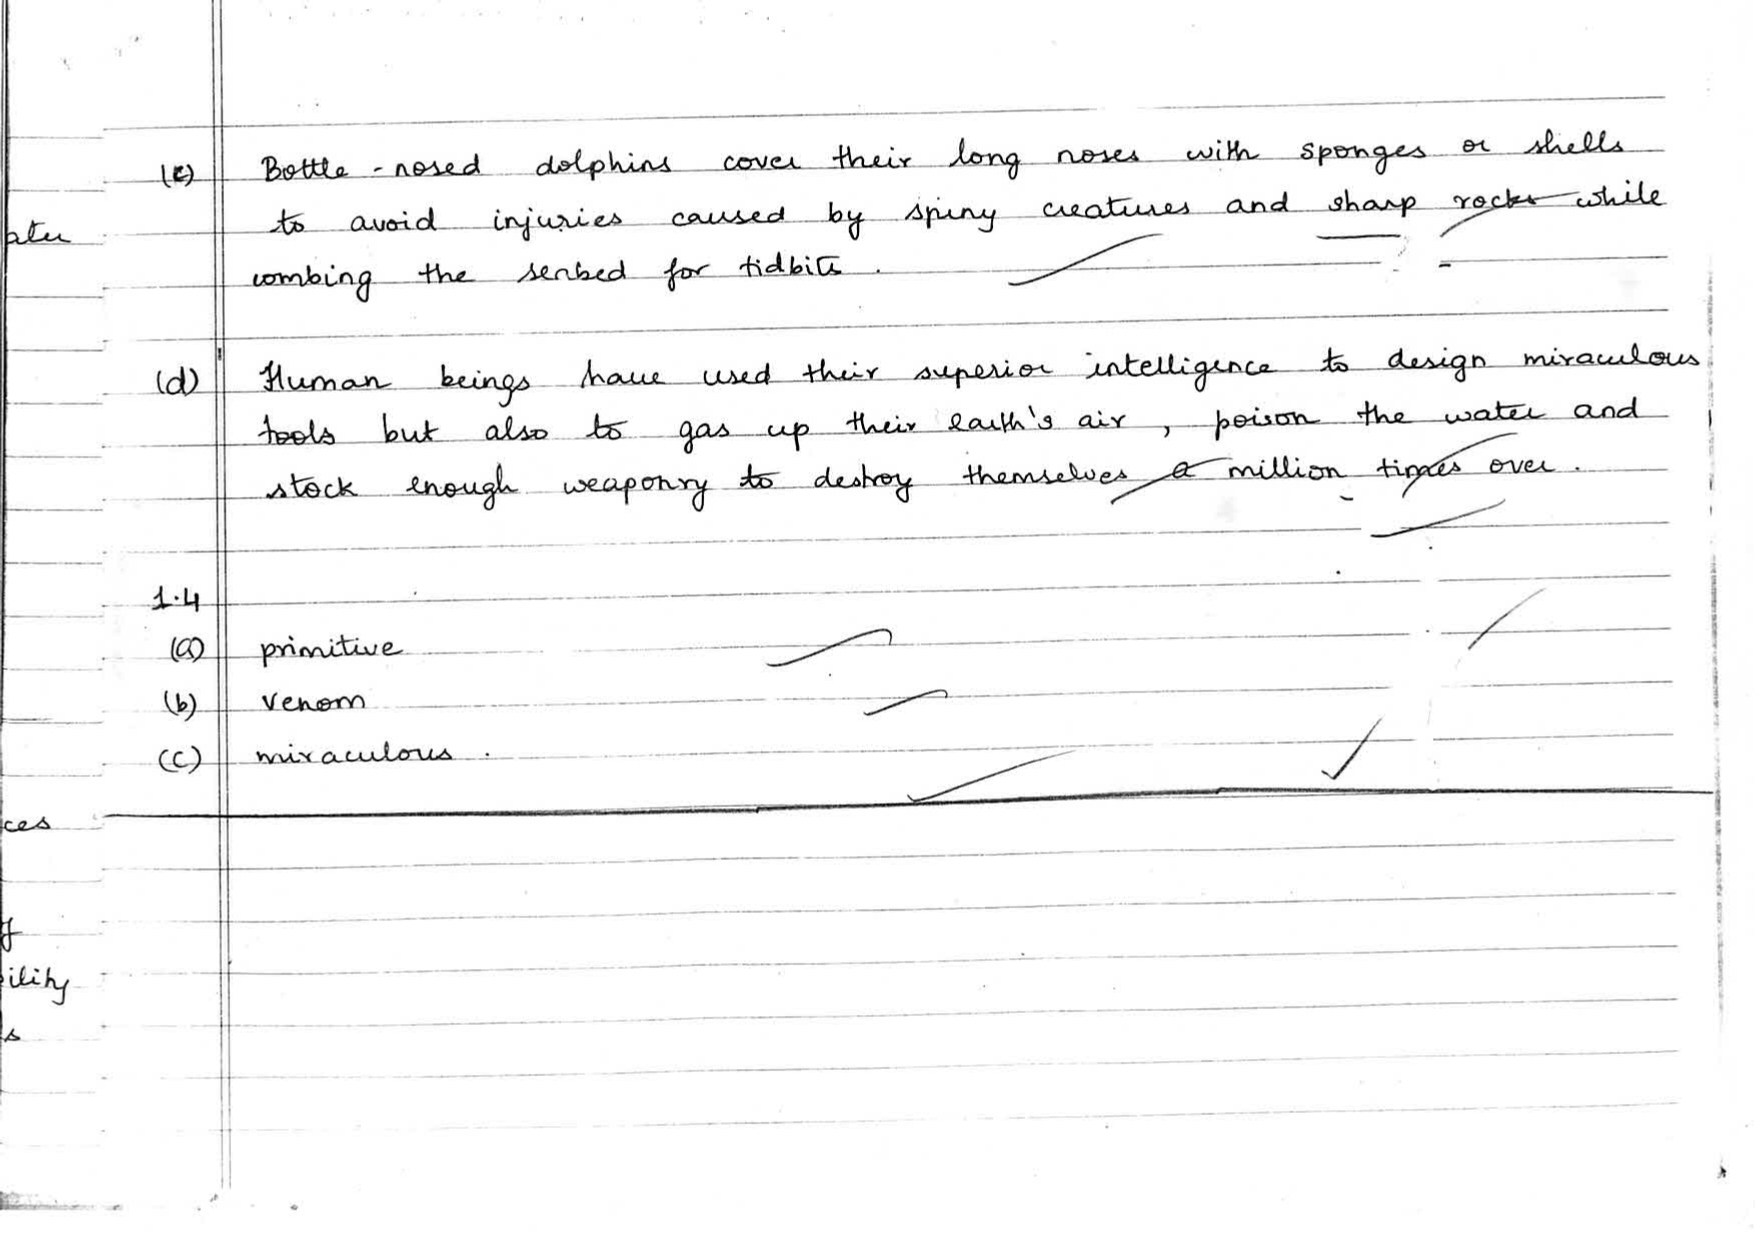 (c) Bottle-nosed dolphins cover their long noses with sponges or shells
to avoid injuries caused by spiny creatures and sharp rocks while
combing the seabed for tidbits.
(d) Human beings have used their superior intelligence to design miraculous
tools but also to gas up their earth's air, poison the water and
stock enough weaponry to destroy themselves a million times over.
1.4
(a) primitive
(b) venom
(c) miraculous.
ces
ility
s